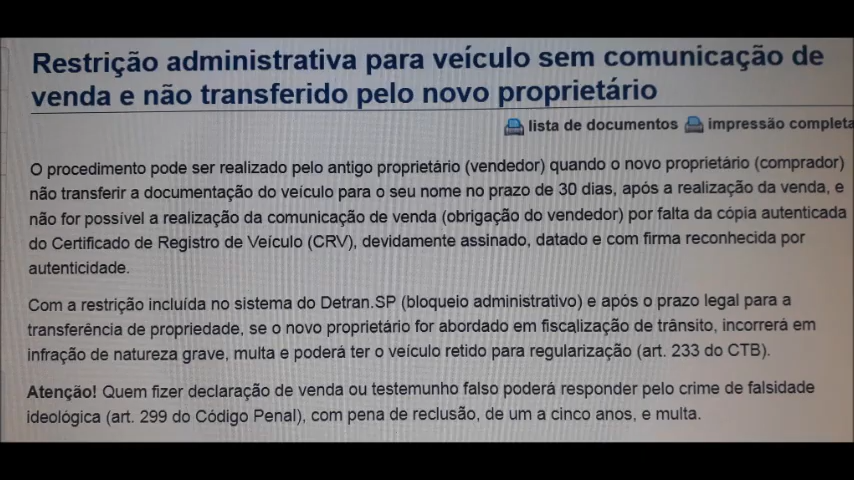 Restrição administrativa para veículo sem comunicação de
venda e não transferido pelo novo proprietário
lista de documentos impressão completa
O procedimento pode ser realizado pelo antigo proprietário (vendedor) quando o novo proprietário (comprador)
não transferir a documentação do veículo para o seu nome no prazo de 30 dias, após a realização da venda, e
não for possível a realização da comunicação de venda (obrigação do vendedor) por falta da cópia autenticada
do Certificado de Registro de Veículo (CRV), devidamente assinado, datado e com firma reconhecida por
autenticidade.
Com a restrição incluída no sistema do Detran.SP (bloqueio administrativo) e após o prazo legal para a
transferência de propriedade, se o novo proprietário for abordado em fiscalização de trânsito, incorrerá em
infração de natureza grave, multa e poderá ter o veículo retido para regularização (art. 233 do CTB).
Atenção! Quem fizer declaração de venda ou testemunho falso poderá responder pelo crime de falsidade
ideológica (art. 299 do Código Penal), com pena de reclusão, de um a cinco anos, e multa.